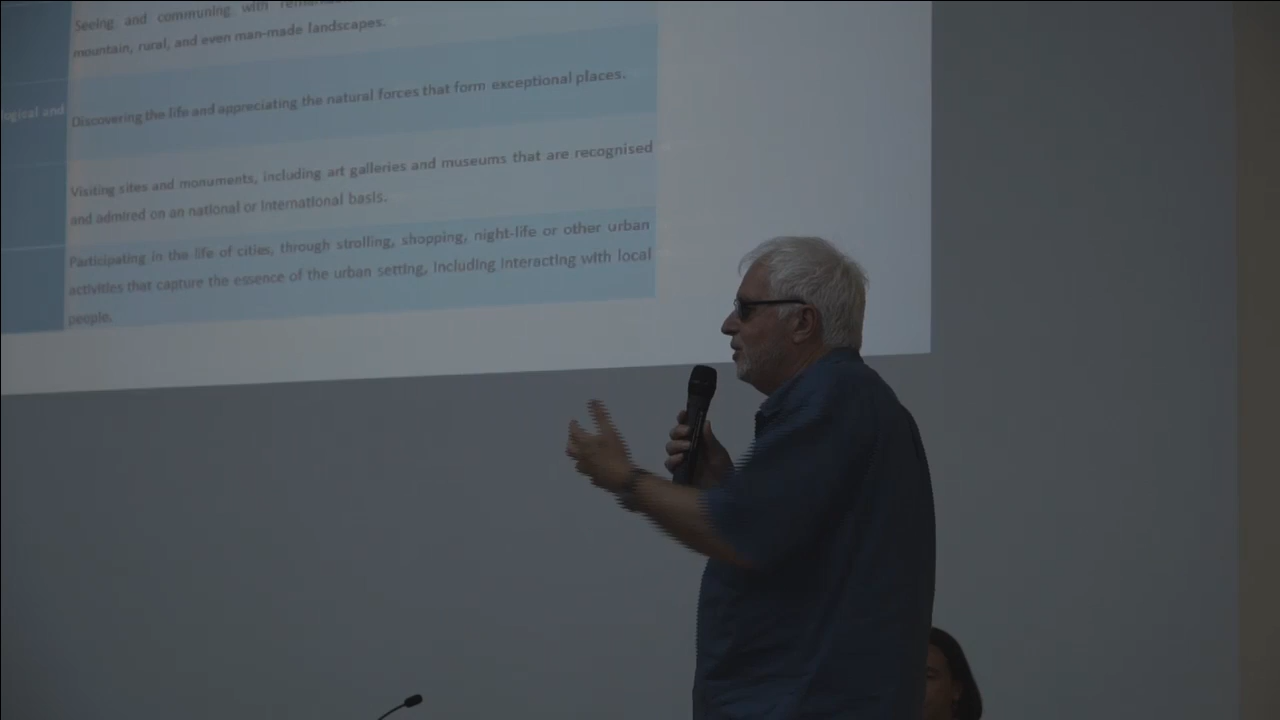 Seeing and communing with
mountain, rural, and even man-made landscapes.
logical and
Discovering the life and appreciating the natural forces that form exceptional places.
Visiting sites and monuments, including art galleries and museums that are recognised
and admired on an national or international basis.
Participating in the life of cities, through strolling, shopping, night-life or other urban
activities that capture the essence of the urban setting, including interacting with local
people.